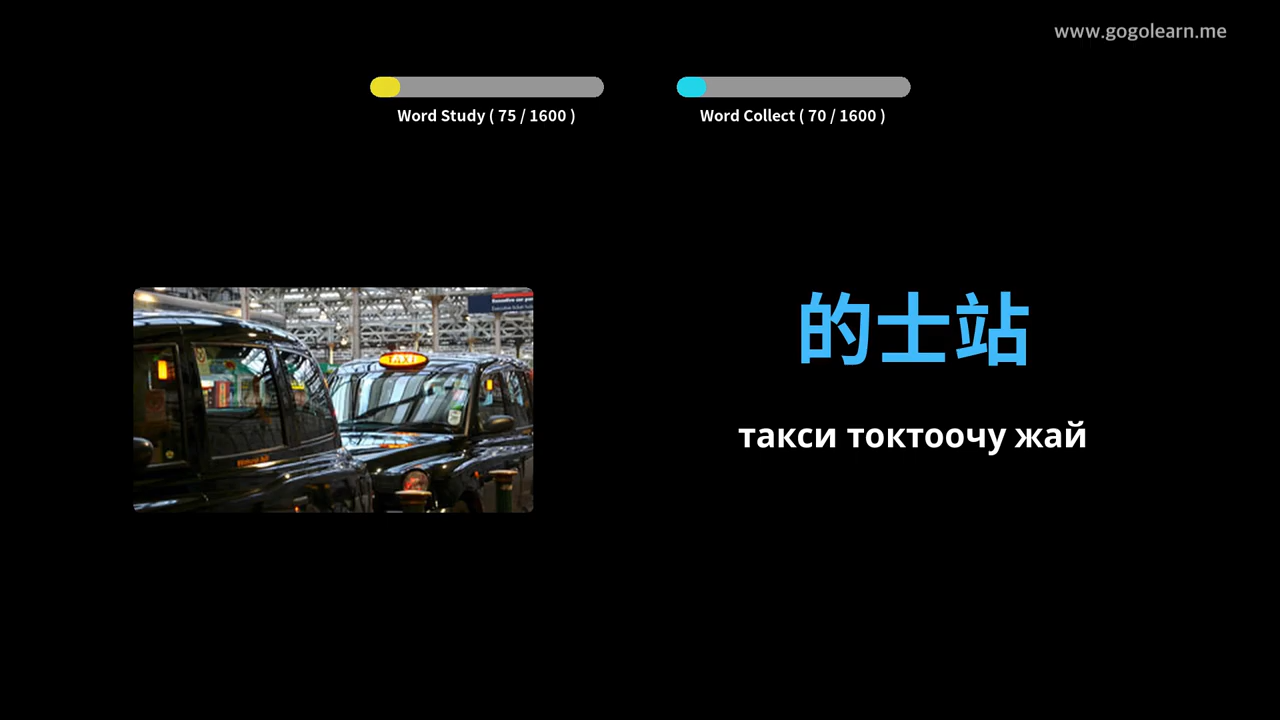 www.gogolearn.me
Word Study ( 75 / 1600 )
Word Collect ( 70 / 1600 )
TAXI
的士站
такси токтоочу жай